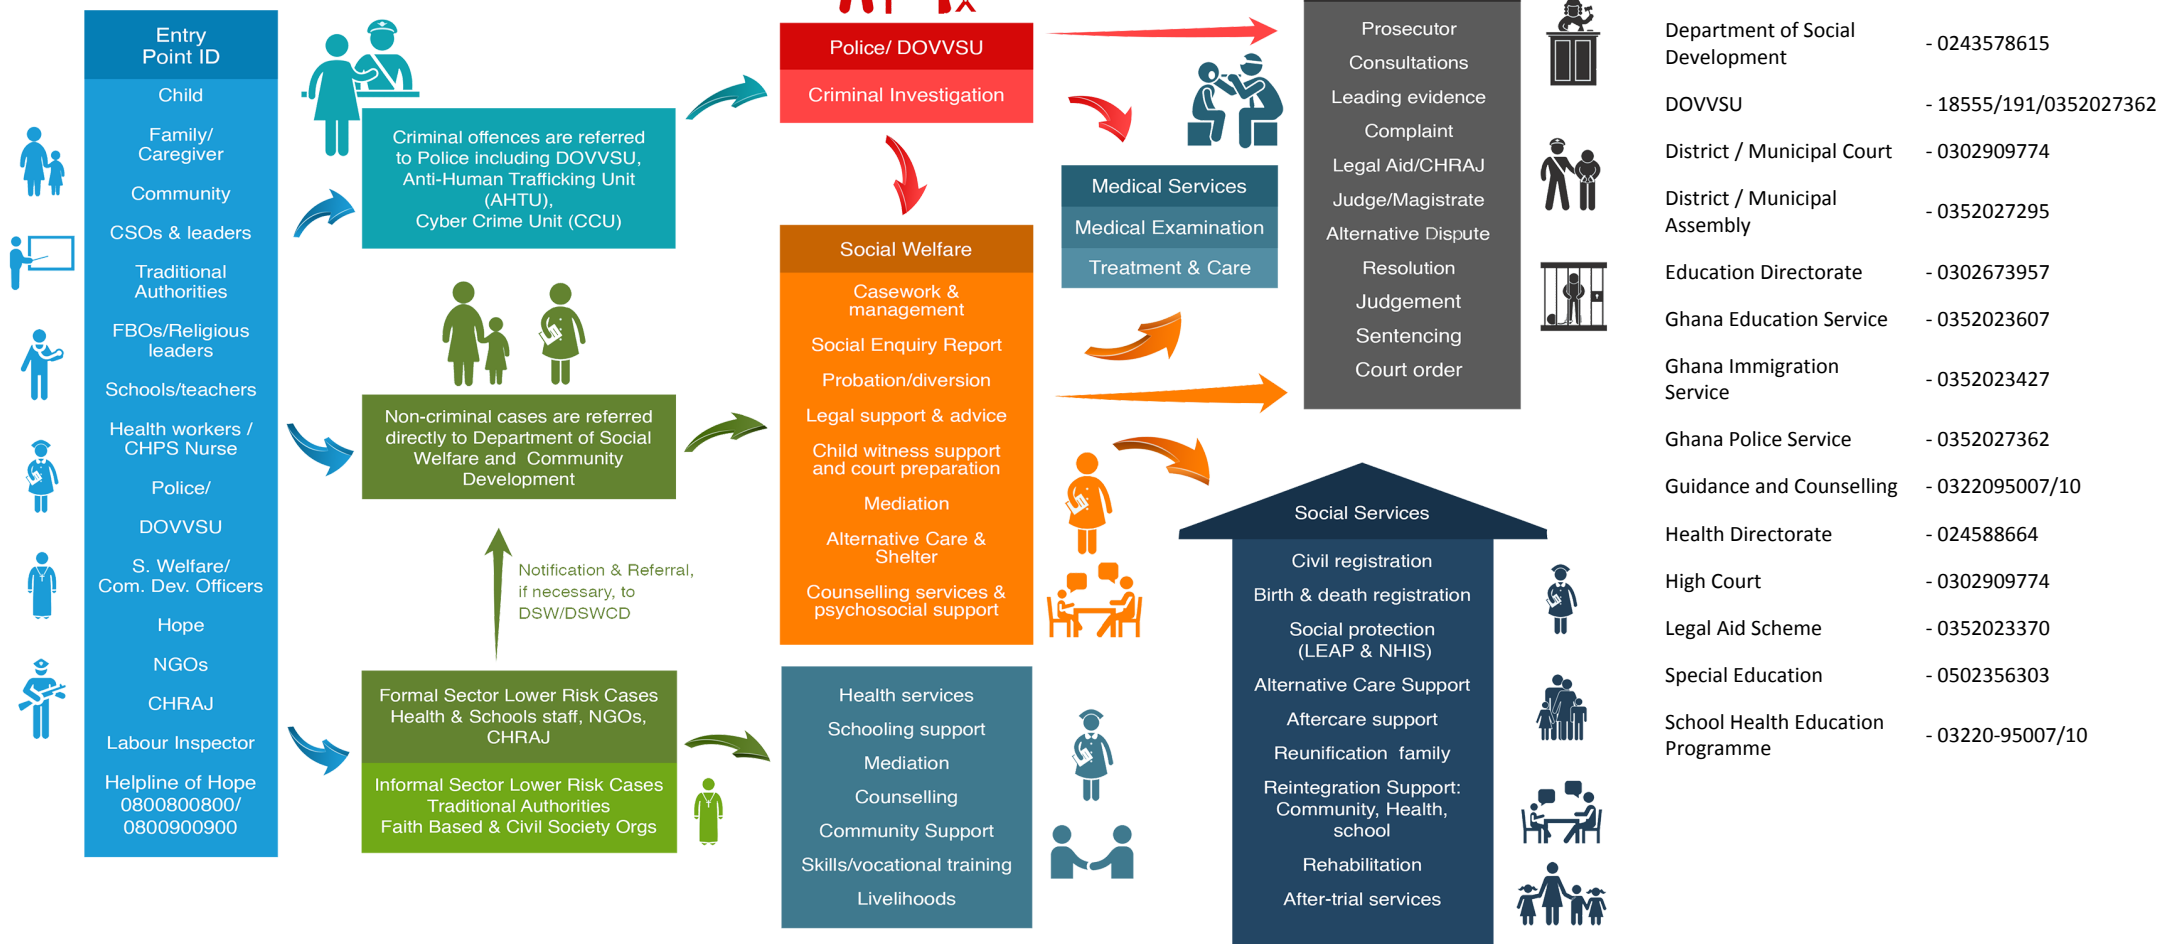 Entry
Point ID
Child
Family/
Caregiver
Community
CSOs & leaders
Traditional
Authorities
FBOs/Religious
leaders
Schools/teachers
Health workers /
CHPS Nurse
Police/
DOVVSU
S. Welfare/
Com. Dev. Officers
Hope
NGOs
CHRAJ
Labour Inspector
Helpline of Hope
0800800800/
0800900900
Criminal offences are referred
to Police including DOVVSU,
Anti-Human Trafficking Unit
(AHTU),
Cyber Crime Unit (CCU)
Non-criminal cases are referred
directly to Department of Social
Welfare and Community
Development
Notification & Referral,
if necessary, to
DSW/DSWCD
Formal Sector Lower Risk Cases
Health & Schools staff, NGOs,
CHRAJ
Informal Sector Lower Risk Cases
Traditional Authorities
Faith Based & Civil Society Orgs
Police/ DOVVSU
Criminal Investigation
Social Welfare
Casework &
management
Social Enquiry Report
Probation/diversion
Legal support & advice
Child witness support
and court preparation
Mediation
Alternative Care &
Shelter
Counselling services &
psychosocial support
Health services
Schooling support
Mediation
Counselling
Community Support
Skills/vocational training
Livelihoods
Medical Services
Medical Examination
Treatment & Care
Prosecutor
Consultations
Leading evidence
Complaint
Legal Aid/CHRAJ
Judge/Magistrate
Alternative Dispute
Resolution
Judgement
Sentencing
Court order
Social Services
Civil registration
Birth & death registration
Social protection
(LEAP & NHIS)
Alternative Care Support
Aftercare support
Reunification family
Reintegration Support:
Community, Health,
school
Rehabilitation
After-trial services
Department of Social
Development - 0243578615
DOVVSU - 18555/191/0352027362
District / Municipal Court - 0302909774
District / Municipal
Assembly - 0352027295
Education Directorate - 0302673957
Ghana Education Service - 0352023607
Ghana Immigration
Service - 0352023427
Ghana Police Service - 0352027362
Guidance and Counselling - 0322095007/10
Health Directorate - 024588664
High Court - 0302909774
Legal Aid Scheme - 0352023370
Special Education - 0502356303
School Health Education
Programme - 03220-95007/10